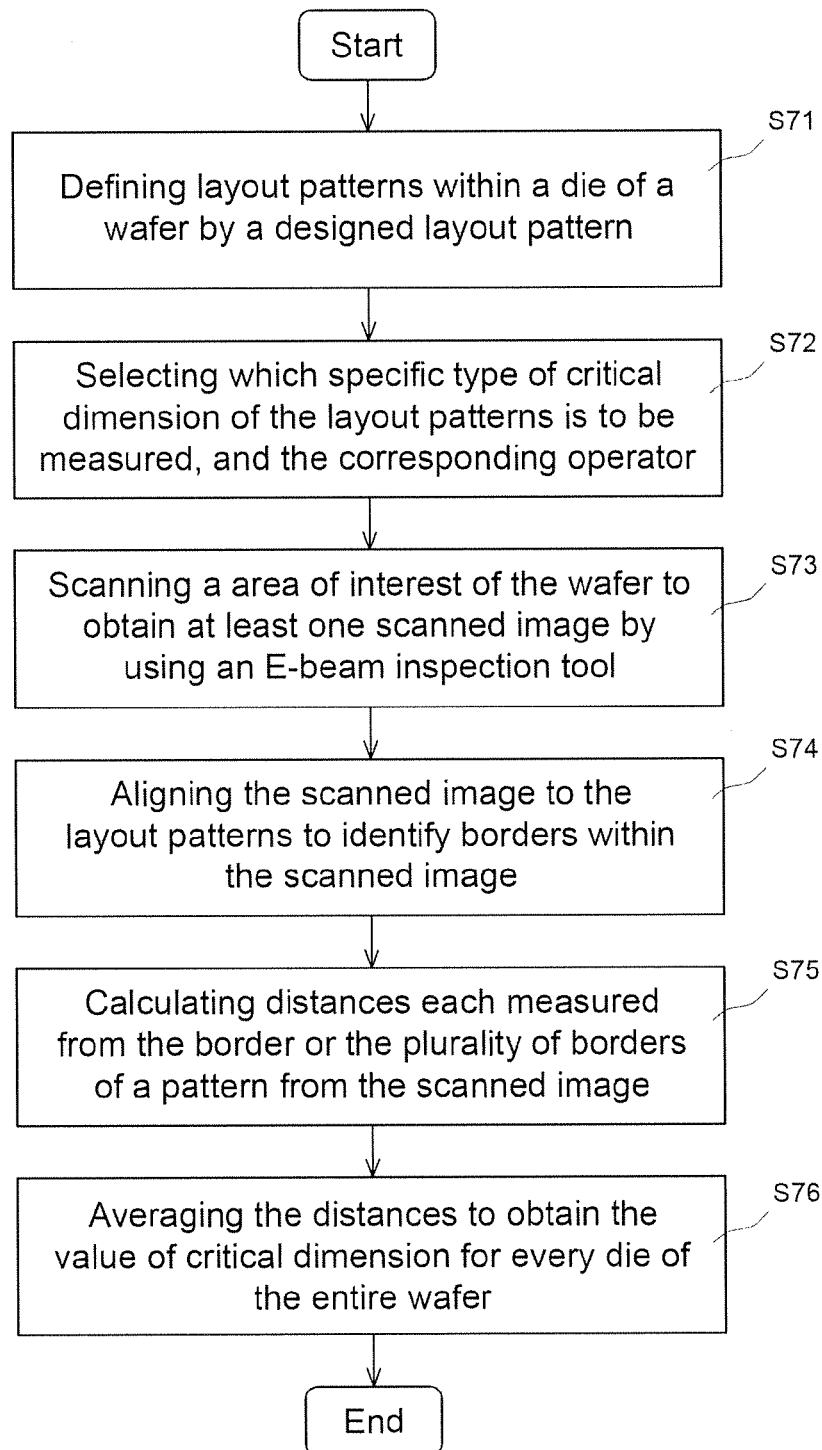 Start
S71
Defining layout patterns within a die of a
wafer by a designed layout pattern
S72
Selecting which specific type of critical
dimension of the layout patterns is to be
measured, and the corresponding operator
S73
Scanning a area of interest of the wafer to
obtain at least one scanned image by
using an E-beam inspection tool
S74
Aligning the scanned image to the
layout patterns to identify borders within
the scanned image
S75
Calculating distances each measured
from the border or the plurality of borders
of a pattern from the scanned image
S76
Averaging the distances to obtain the
value of critical dimension for every die of
the entire wafer
End